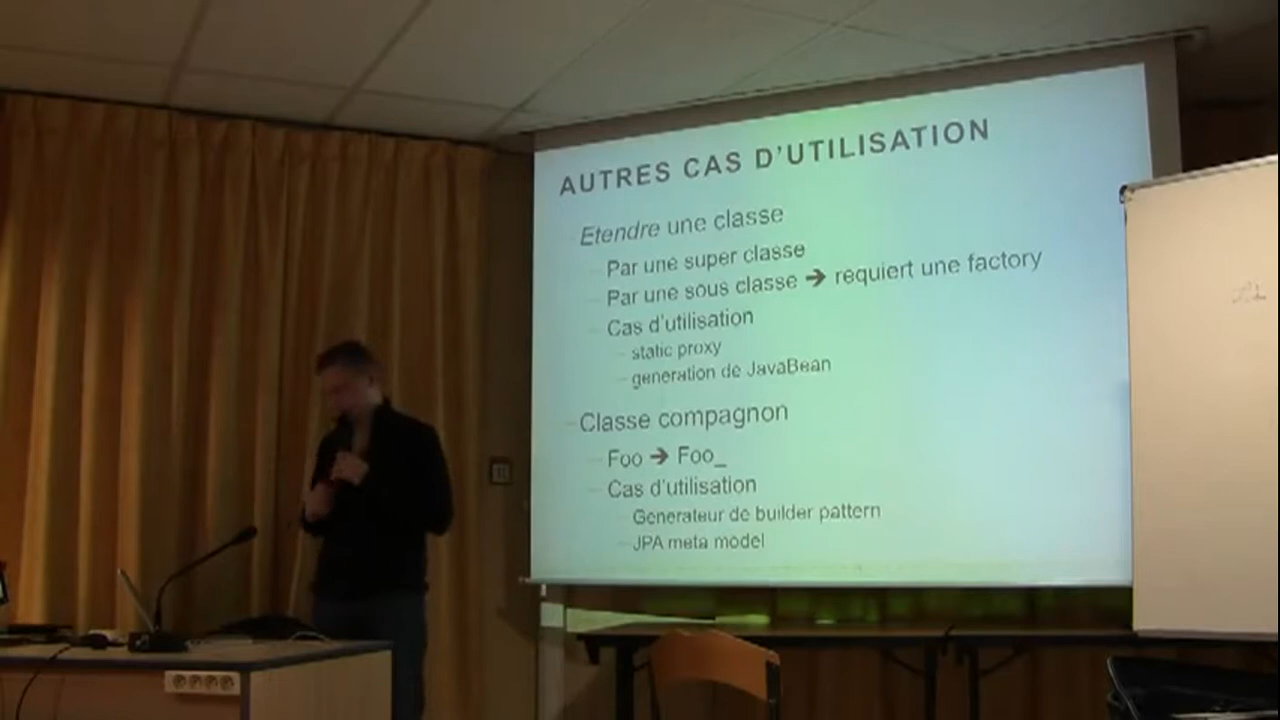 AUTRES CAS D'UTILISATION
Etendre une classe
Par une super classe
Par une sous classe ➔ requiert une factory
Cas d'utilisation
static proxy
generation de JavaBean
Classe compagnon
Foo ➔ Foo_
Cas d'utilisation
Generateur de builder pattern
JPA meta model